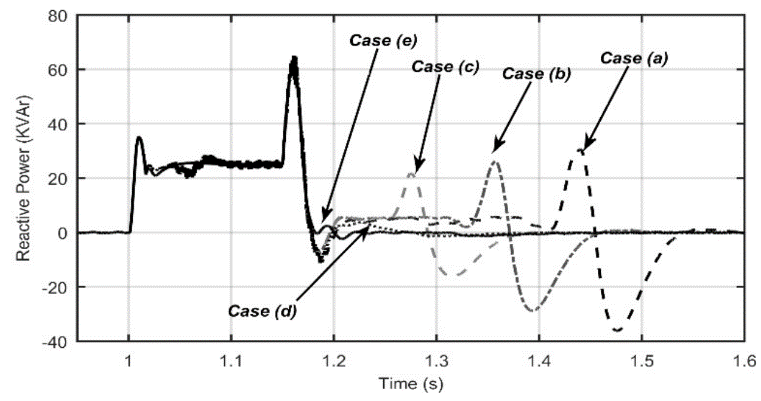 80
60
40
20
0
-20
-40
Reactive Power (KVAr)
Case (e)
Case (c)
Case (b)
Case (a)
Case (d)
1
1.1
1.2
1.3
1.4
1.5
1.6
Time (s)